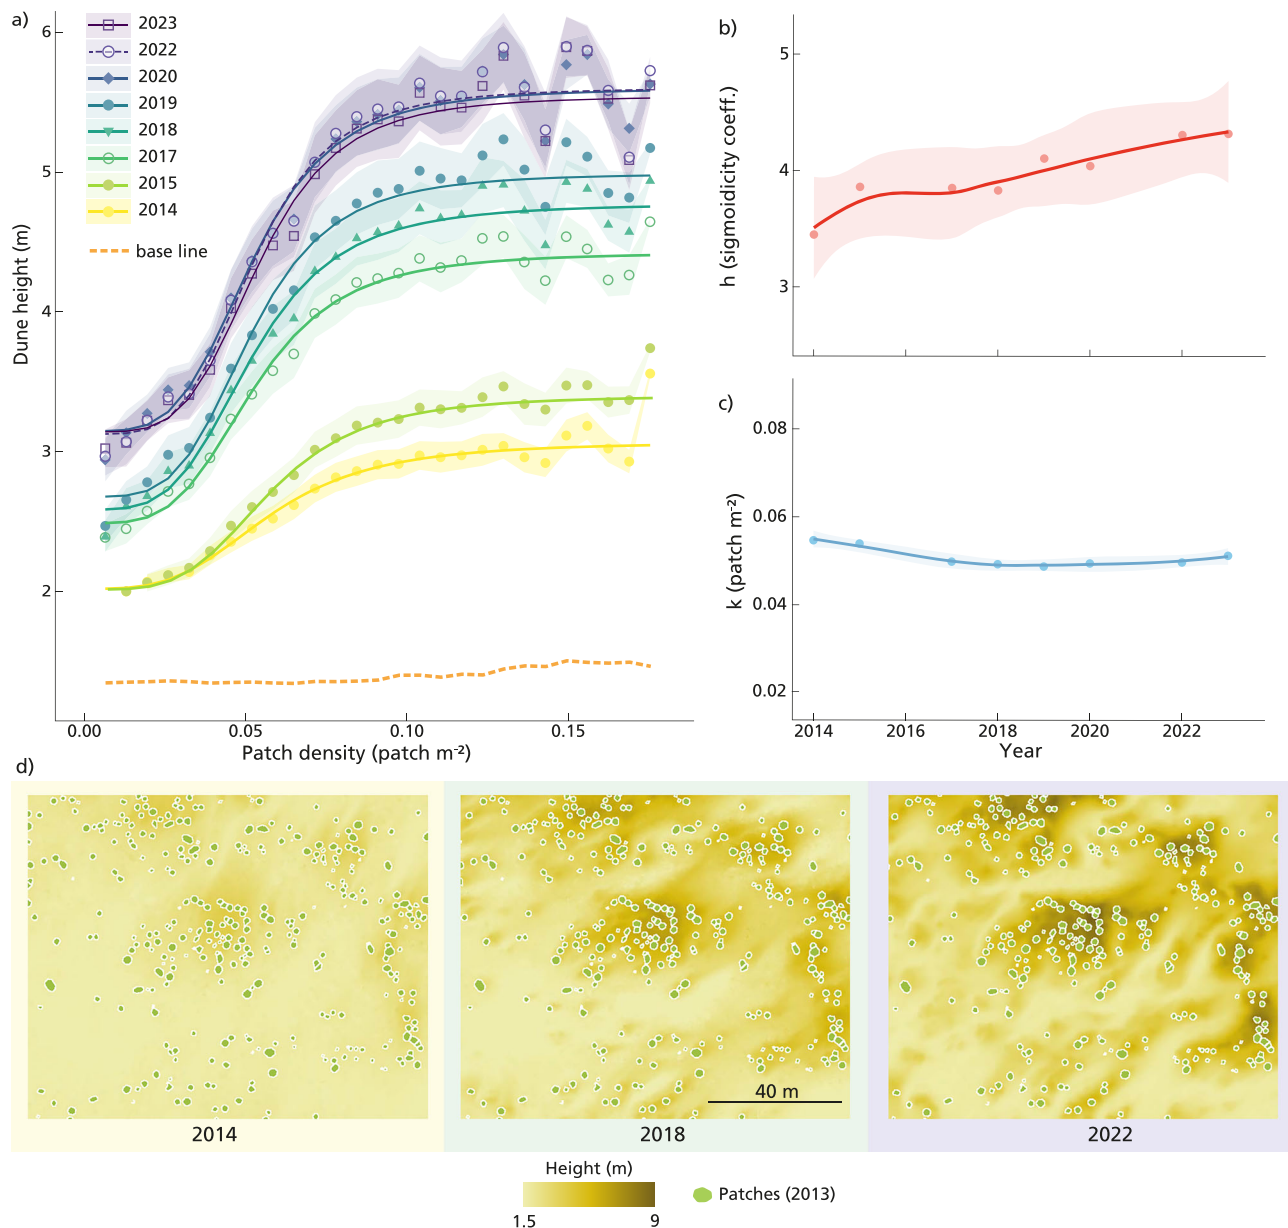 a)
6
5
4
3
2
Dune height (m)
2023
2022
2020
2019
2018
2017
2015
2014
base line
0.00
0.05
0.10
0.15
Patch density (patch m⁻²)
b)
5
4
3
h (sigmoidicity coeff.)
c)
0.08
0.06
0.04
0.02
k (patch m⁻²)
2014
2016
2018
2020
2022
Year
d)
40 m
2014
2018
2022
Height (m)
1.5
9
Patches (2013)